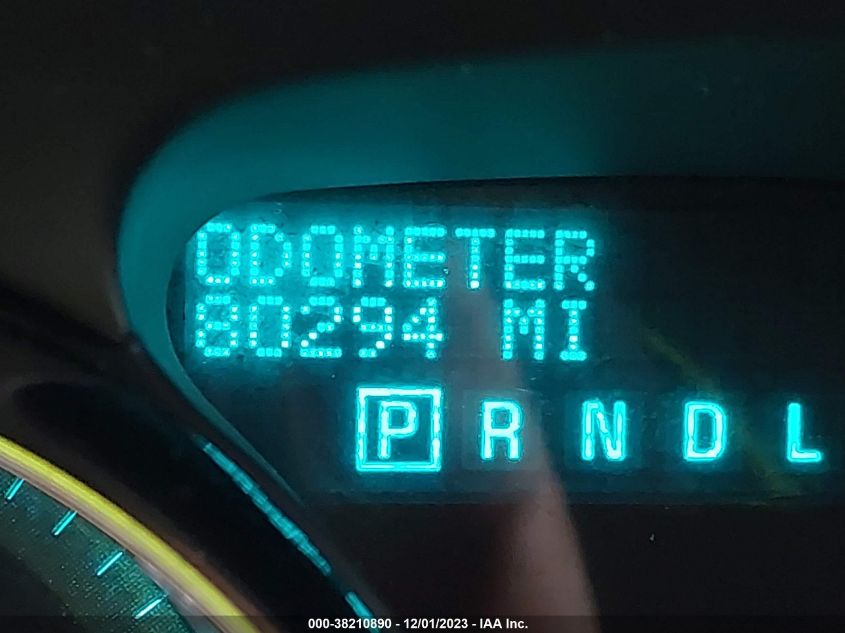 ODOMETER
80294 MI
P R N D L
000-38210890 - 12/01/2023 - IAA Inc.